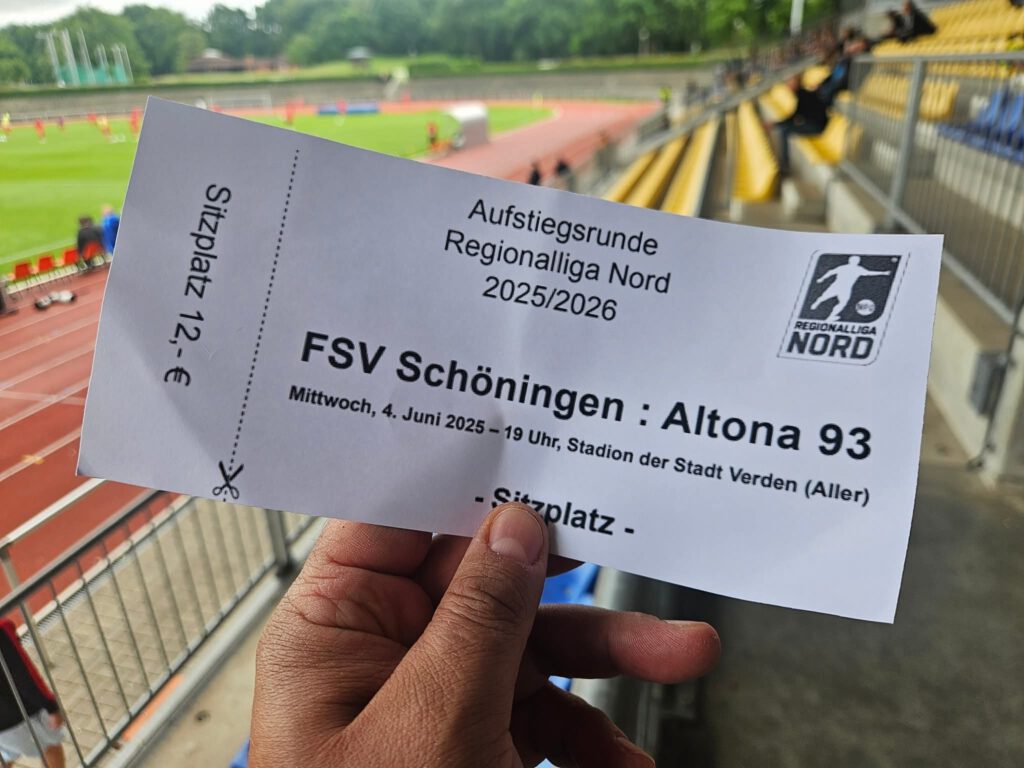 Sitzplatz 12,- €
Aufstiegsrunde
Regionalliga Nord
2025/2026
FSV Schöningen : Altona 93
Mittwoch, 4. Juni 2025 – 19 Uhr, Stadion der Stadt Verden (Aller)
- Sitzplatz -
REGIONALLIGA
NORD